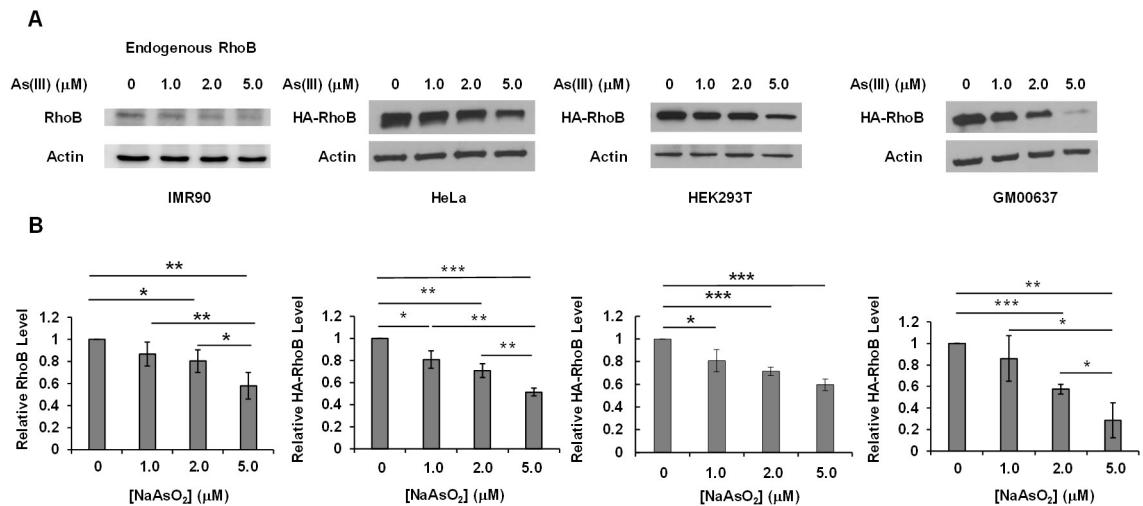 A
Endogenous RhoB
As(III) (µM) 0 1.0 2.0 5.0
RhoB
Actin
IMR90
As(III) (µM) 0 1.0 2.0 5.0
HA-RhoB
Actin
HeLa
As(III) (µM) 0 1.0 2.0 5.0
HA-RhoB
Actin
HEK293T
As(III) (µM) 0 1.0 2.0 5.0
HA-RhoB
Actin
GM00637
B
**
*
**
*
Relative RhoB Level
1.2
1
0.8
0.6
0.4
0.2
0
0 1.0 2.0 5.0
[NaAsO₂] (µM)
***
**
* **
**
Relative HA-RhoB Level
1.2
1
0.8
0.6
0.4
0.2
0
0 1.0 2.0 5.0
[NaAsO₂] (µM)
***
***
*
Relative HA-RhoB Level
1.2
1
0.8
0.6
0.4
0.2
0
0 1.0 2.0 5.0
[NaAsO₂] (µM)
**
***
*
*
Relative HA-RhoB Level
1.2
1
0.8
0.6
0.4
0.2
0
0 1.0 2.0 5.0
[NaAsO₂] (µM)